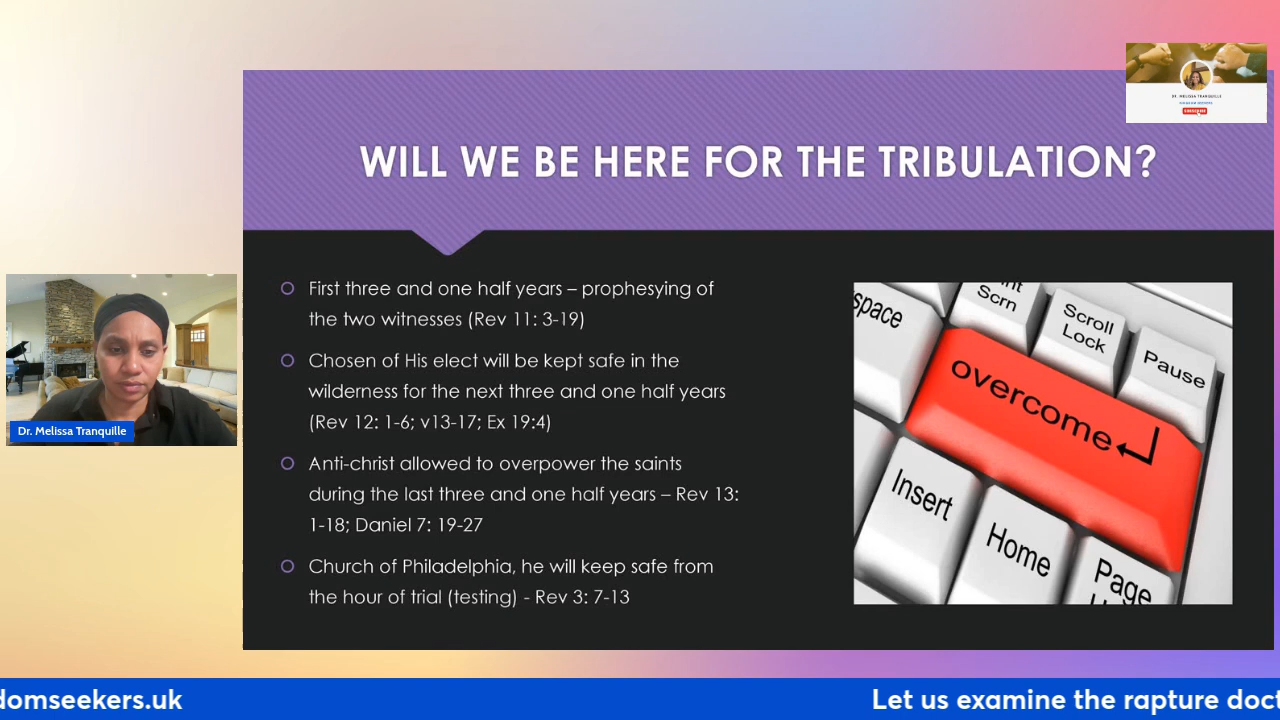 DR. MELISSA TRANQUILLE
SUBSCRIBE
WILL WE BE HERE FOR THE TRIBULATION?
First three and one half years – prophesying of
the two witnesses (Rev 11: 3-19)
Chosen of His elect will be kept safe in the
wilderness for the next three and one half years
(Rev 12: 1-6; v13-17; Ex 19:4)
Anti-christ allowed to overpower the saints
during the last three and one half years – Rev 13:
1-18; Daniel 7: 19-27
Church of Philadelphia, he will keep safe from
the hour of trial (testing) - Rev 3: 7-13
space
Scrn
Scroll
Lock
Pause
overcome
Insert
Home
Page
Dr. Melissa Tranquille
domseekers.uk
Let us examine the rapture doct